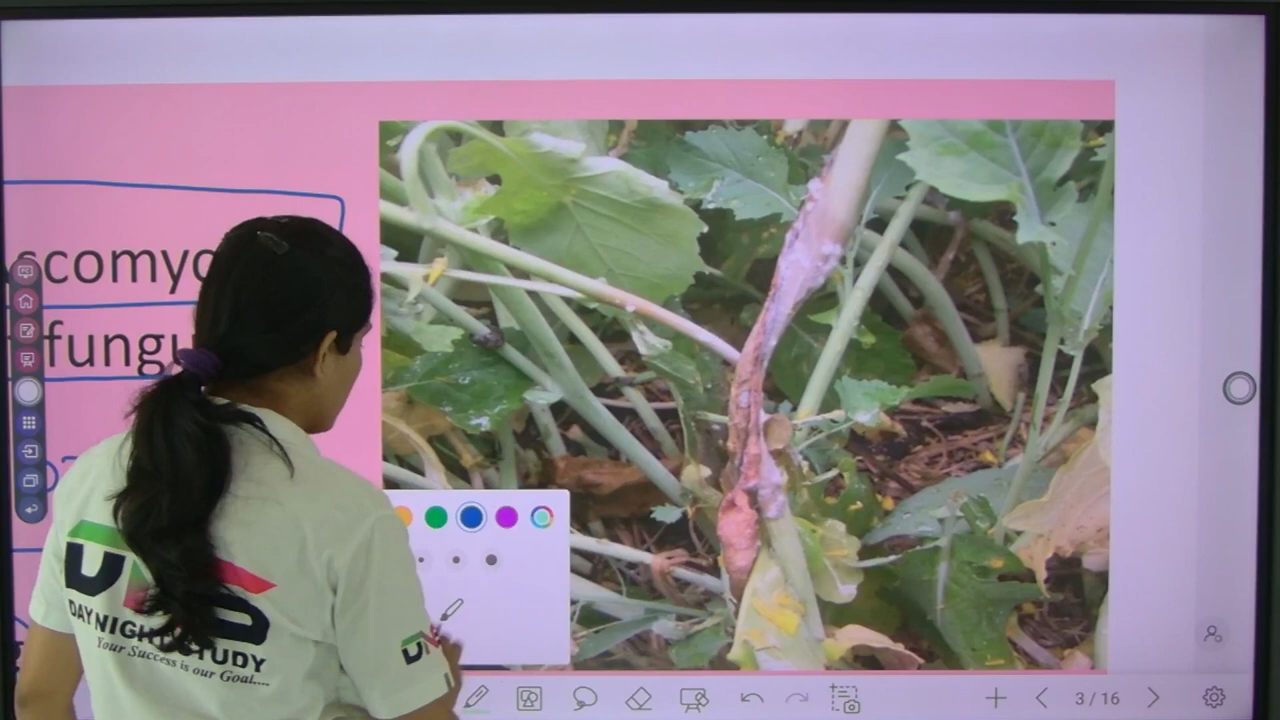 scomyc
fungu
DAY NIGHT STUDY
Your Success is our Goal....
3 / 16